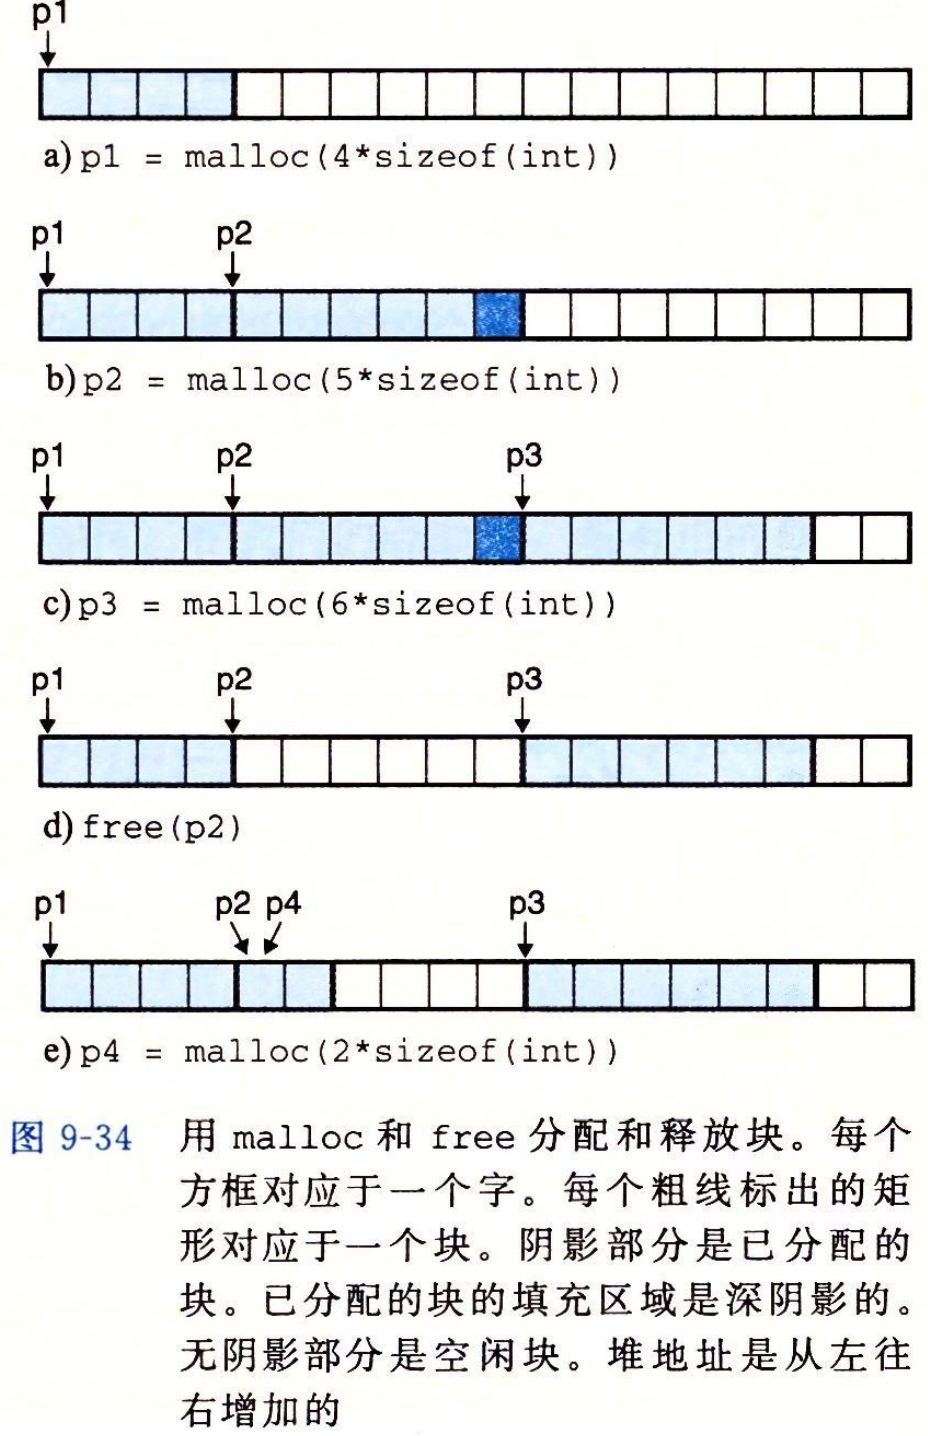 p1
a) p1 = malloc(4*sizeof(int))
p1 p2
b) p2 = malloc(5*sizeof(int))
p1 p2 p3
c) p3 = malloc(6*sizeof(int))
p1 p2 p3
d) free(p2)
p1 p2 p4 p3
e) p4 = malloc(2*sizeof(int))
图 9-34 用 malloc 和 free 分配和释放块。每个
方框对应于一个字。每个粗线标出的矩
形对应于一个块。阴影部分是已分配的
块。已分配的块的填充区域是深阴影的。
无阴影部分是空闲块。堆地址是从左往
右增加的